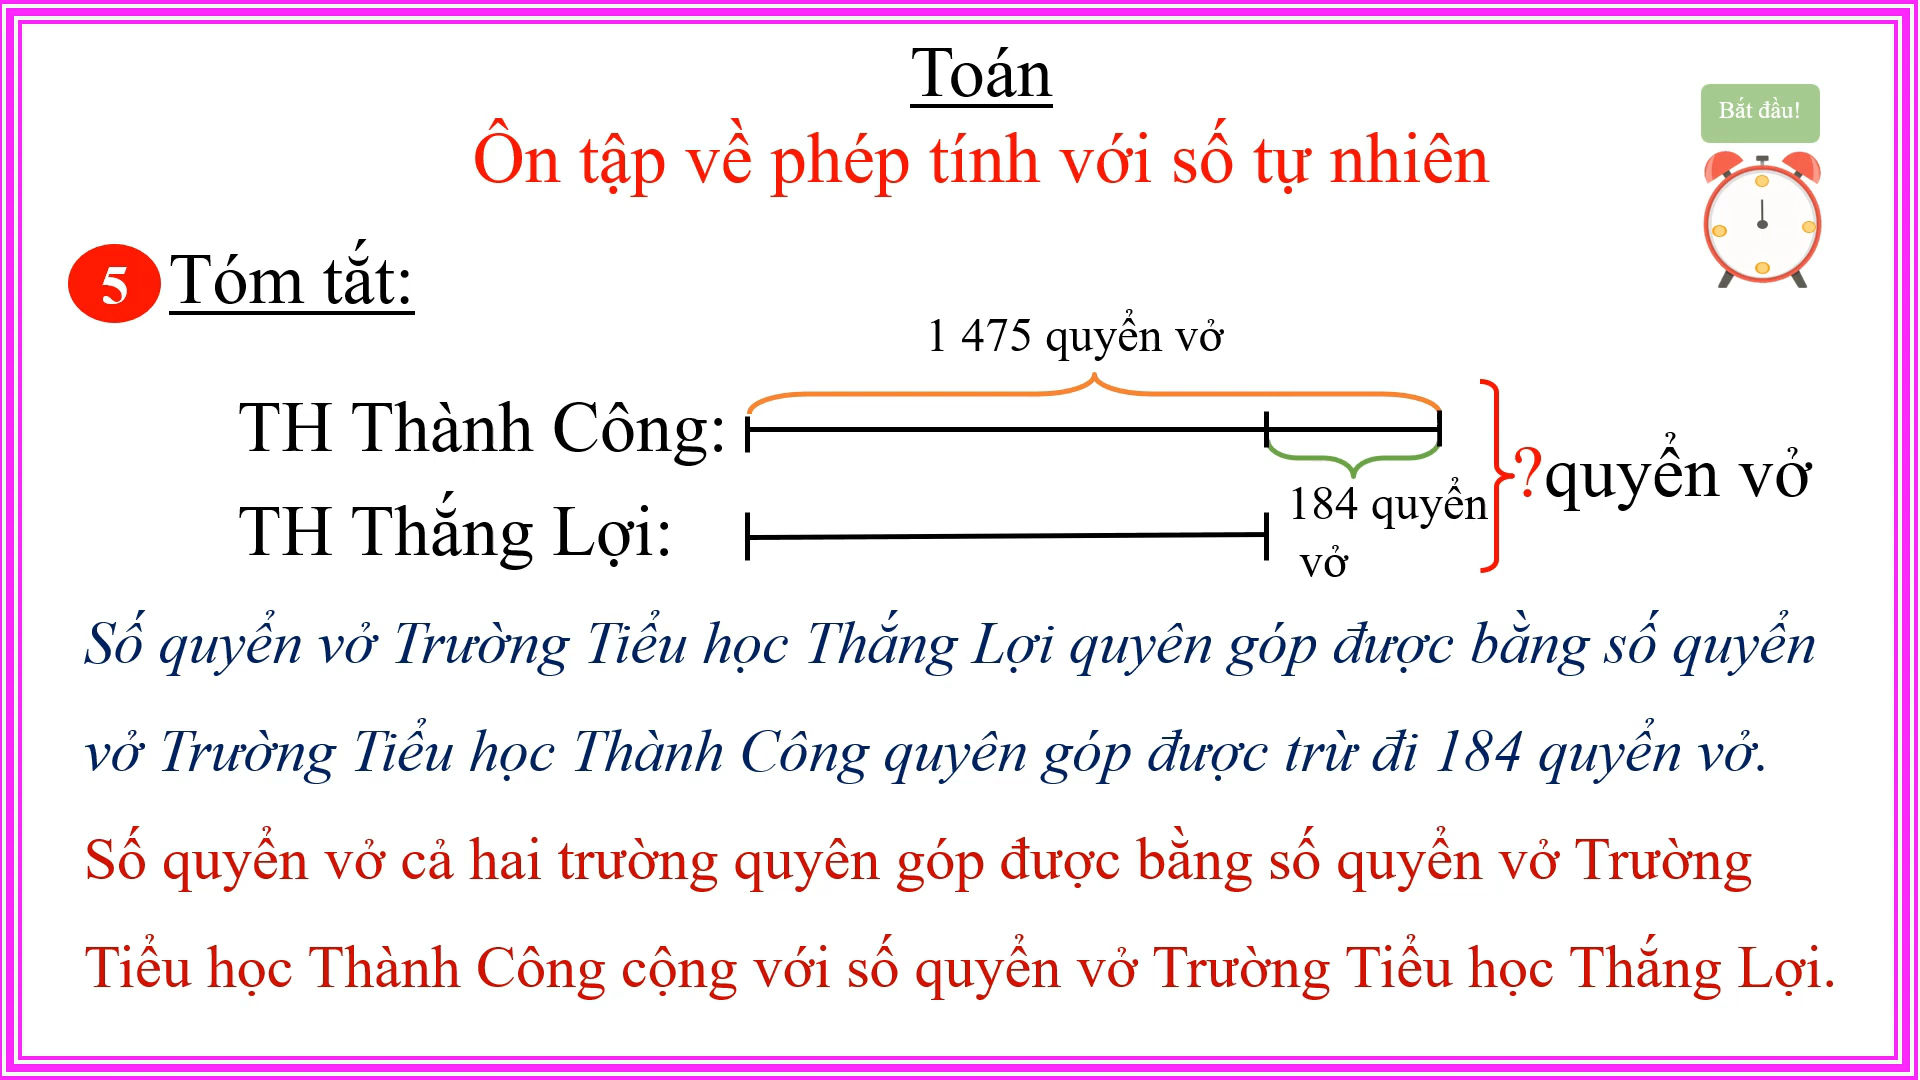 Toán
Bắt đầu!
Ôn tập về phép tính với số tự nhiên
5 Tóm tắt:
1 475 quyển vở
TH Thành Công:
?quyển vở
184 quyển
vở
TH Thắng Lợi:
Số quyển vở Trường Tiểu học Thắng Lợi quyên góp được bằng số quyển
vở Trường Tiểu học Thành Công quyên góp được trừ đi 184 quyển vở.
Số quyển vở cả hai trường quyên góp được bằng số quyển vở Trường
Tiểu học Thành Công cộng với số quyển vở Trường Tiểu học Thắng Lợi.